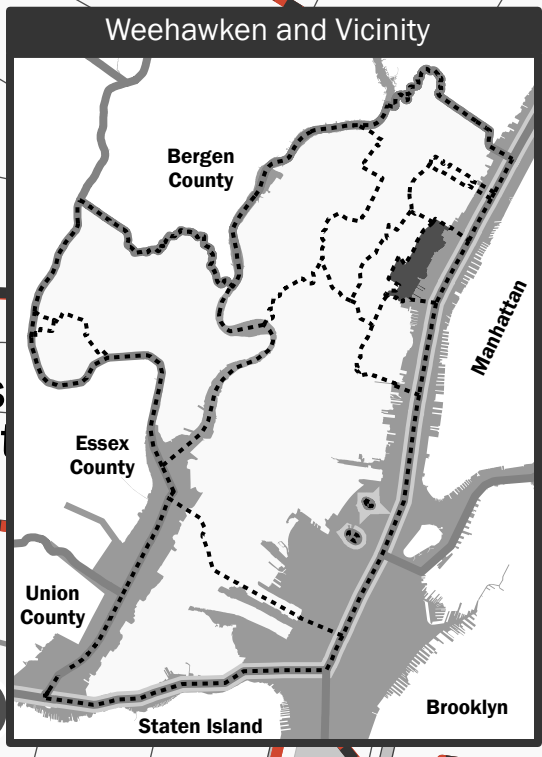 Weehawken and Vicinity
Bergen
County
Manhattan
Essex
County
Union
County
Brooklyn
Staten Island